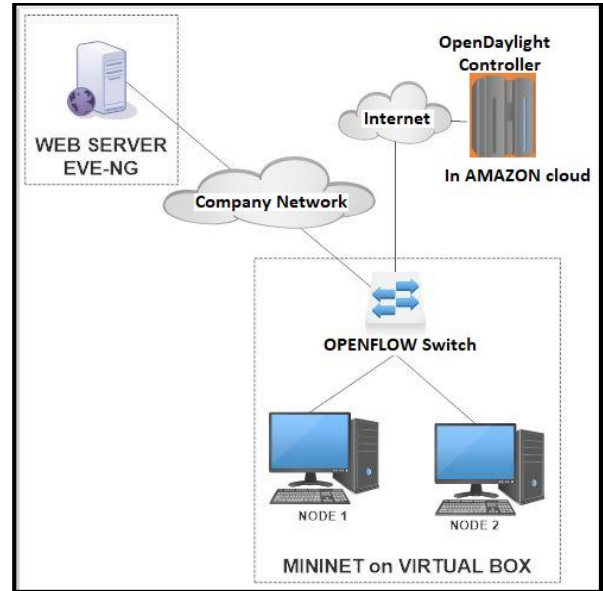 OpenDaylight
Controller
Internet
In AMAZON cloud
WEB SERVER
EVE-NG
Company Network
OPENFLOW Switch
NODE 1
NODE 2
MININET on VIRTUAL BOX